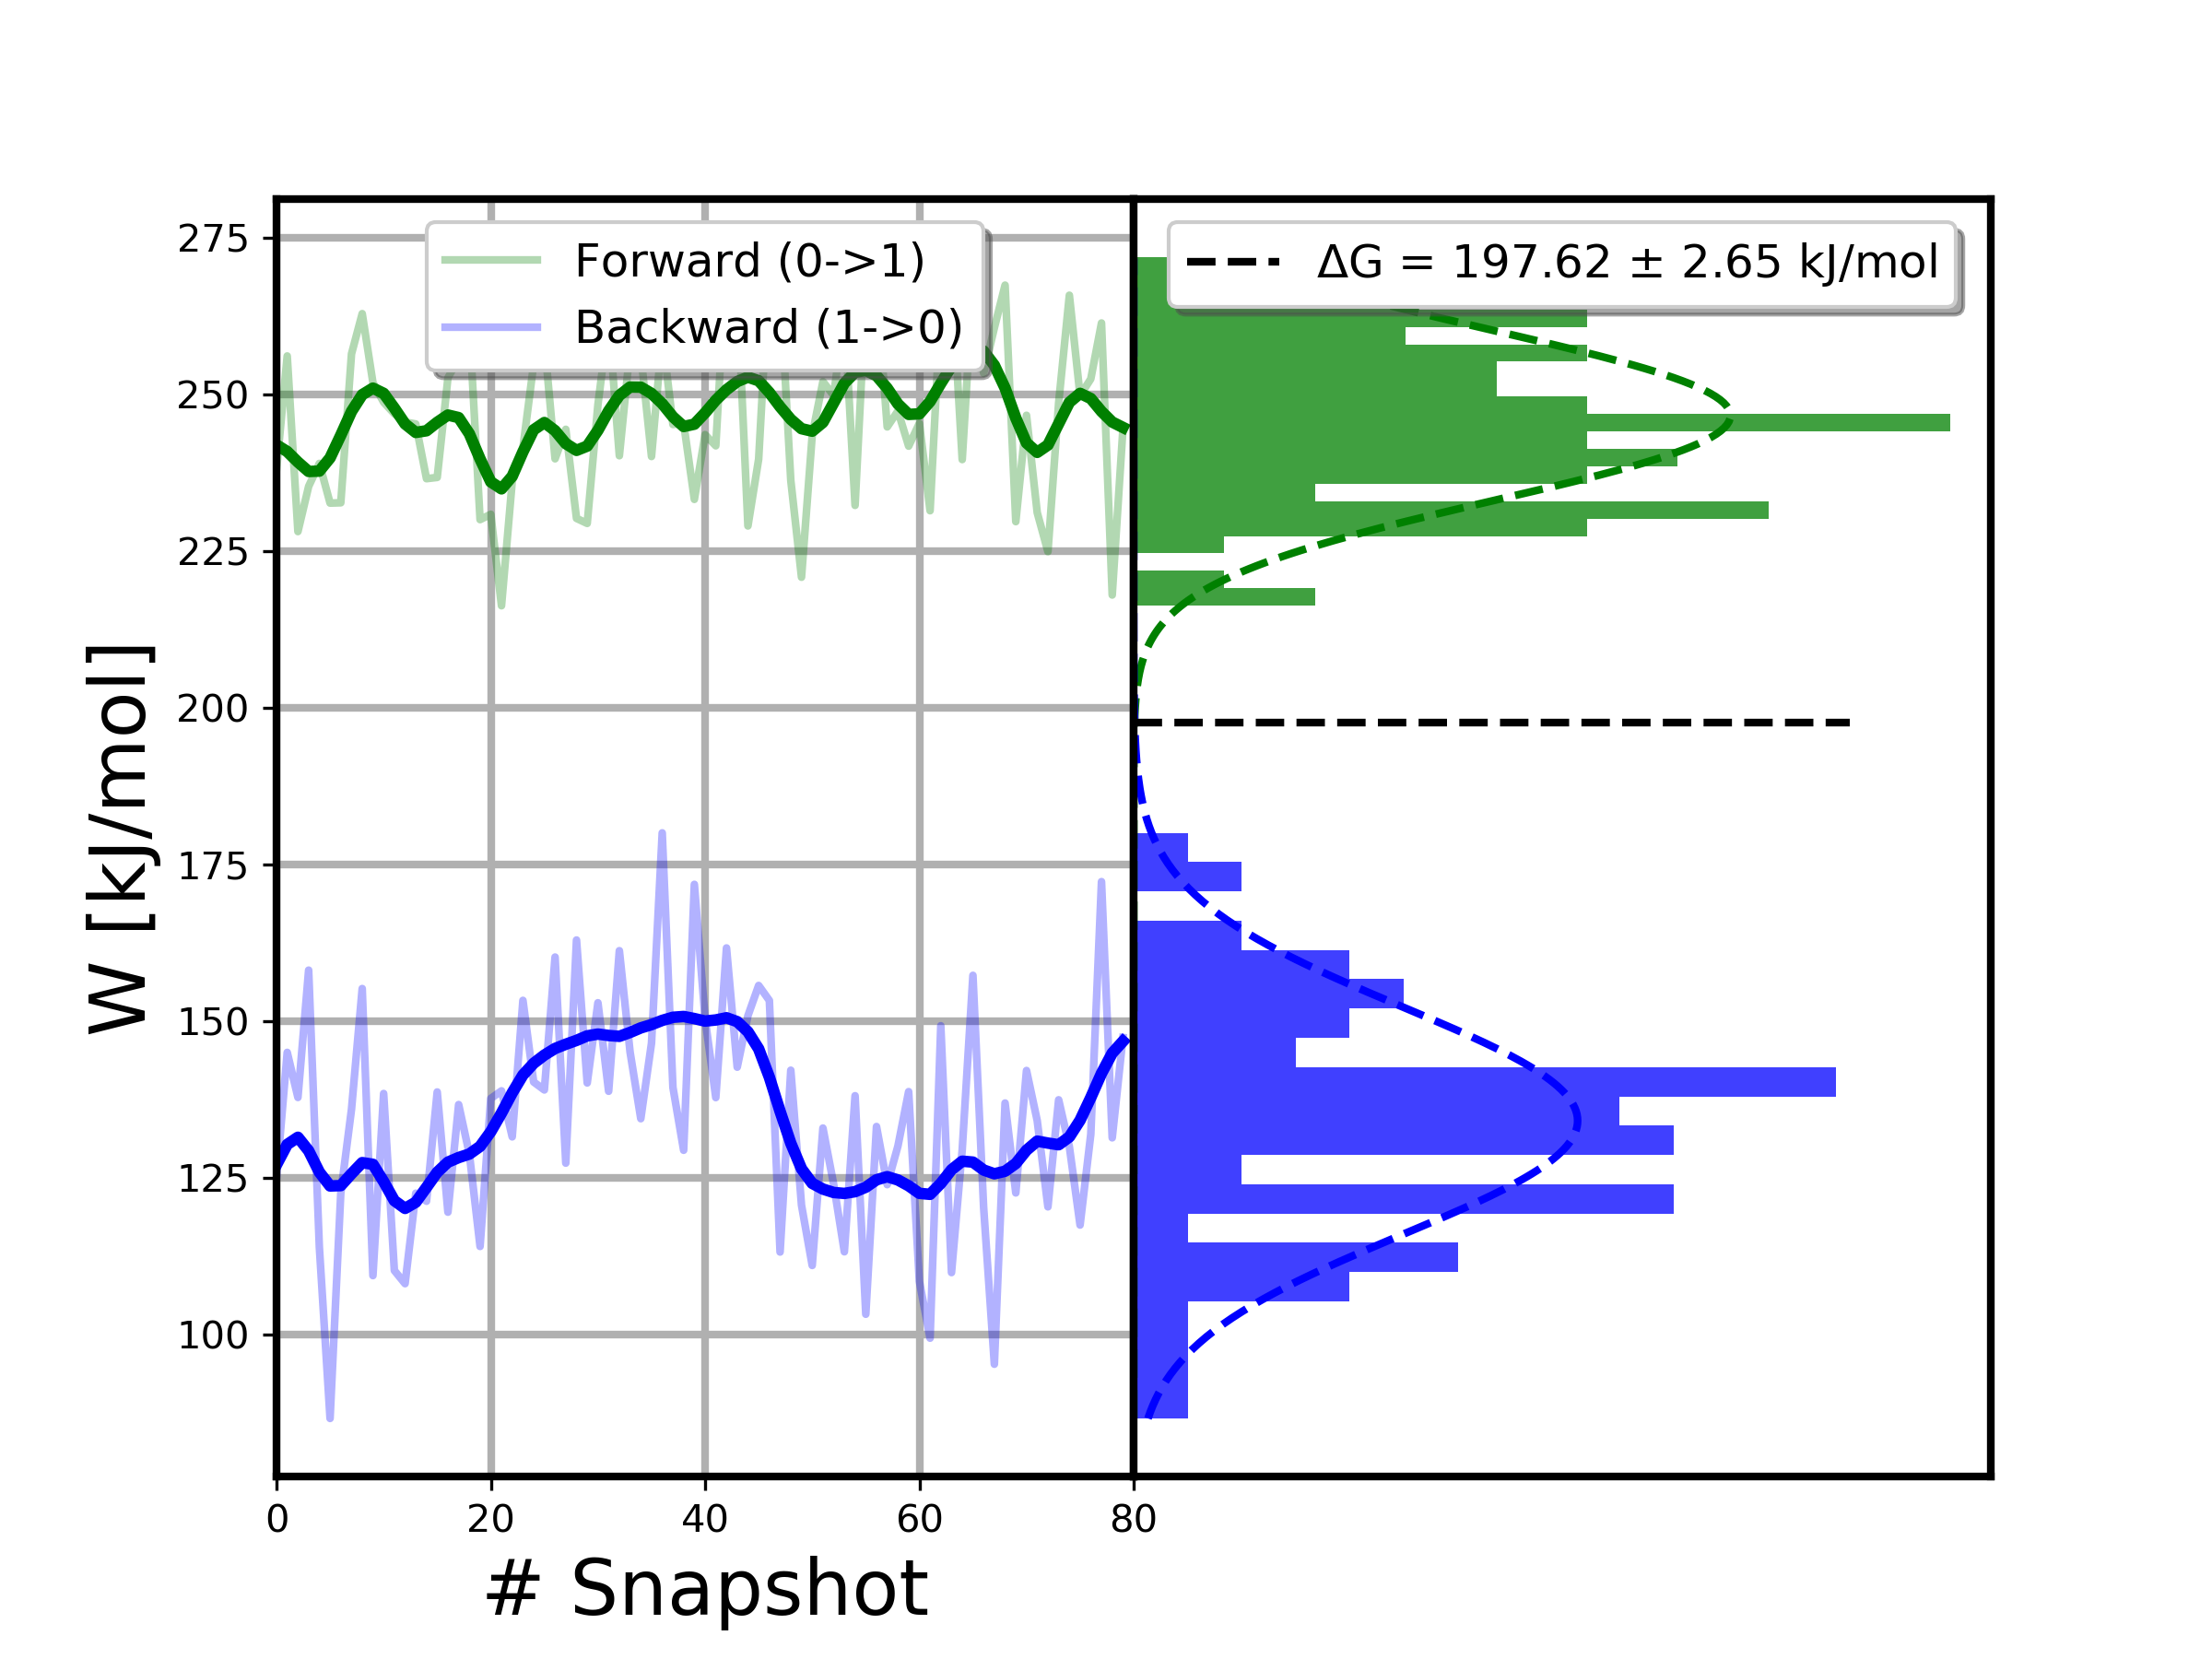 Forward (0->1)
Backward (1->0)
ΔG = 197.62 ± 2.65 kJ/mol
W [kJ/mol]
275
250
225
200
175
150
125
100
0 20 40 60 80
# Snapshot